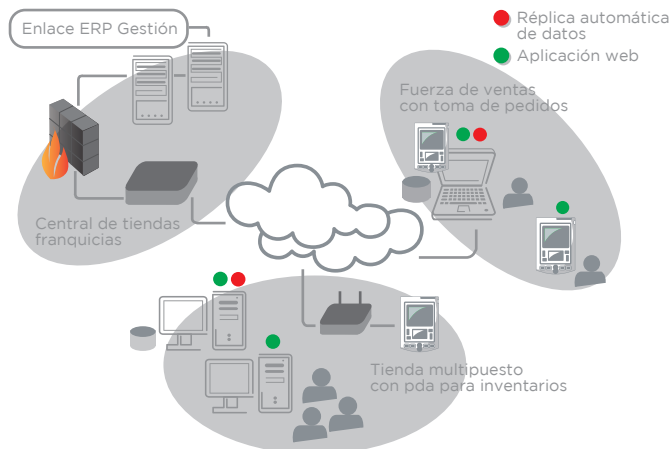 Enlace ERP Gestión
Réplica automática
de datos
Aplicación web
Fuerza de ventas
con toma de pedidos
Central de tiendas
franquicias
Tienda multipuesto
con pda para inventarios